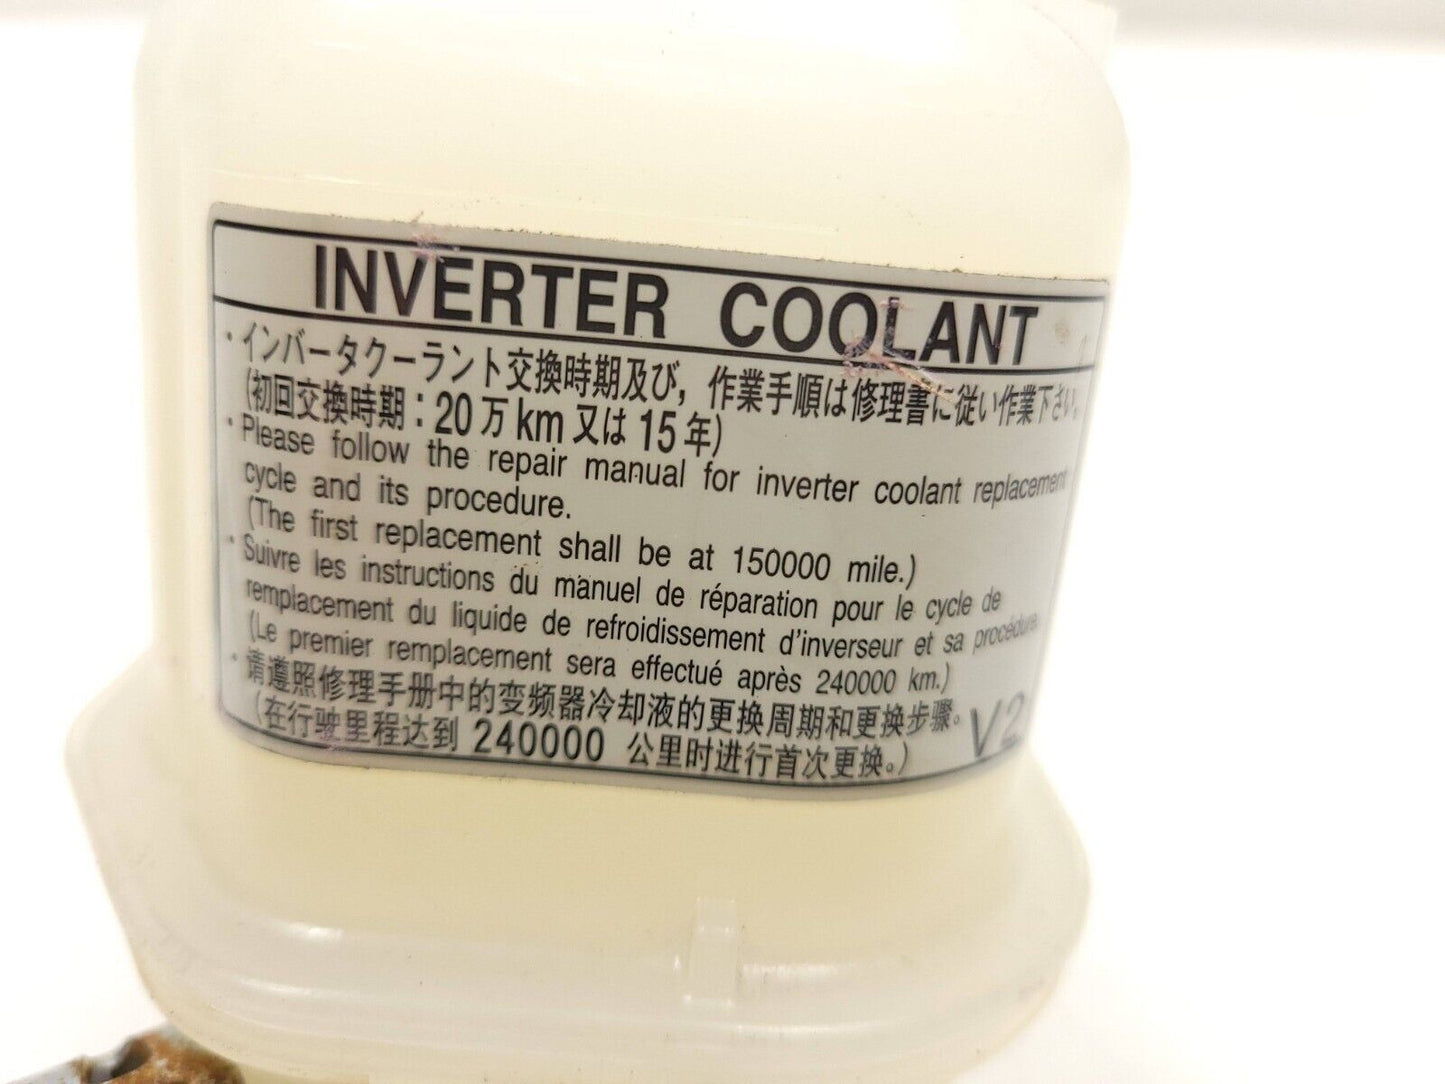 INVERTER COOLANT
・インバータクーラント交換時期及び，作業手順は修理書に従い作業下さい。
(初回交換時期：20万km又は15年)
・Please follow the repair manual for inverter coolant replacement
cycle and its procedure.
(The first replacement shall be at 150000 mile.)
・Suivre les instructions du manuel de réparation pour le cycle de
remplacement du liquide de refroidissement d'inverseur et sa procédure.
(Le premier remplacement sera effectué après 240000 km.)
・请遵照修理手册中的变频器冷却液的更换周期和更换步骤。
(在行驶里程达到 240000 公里时进行首次更换。)